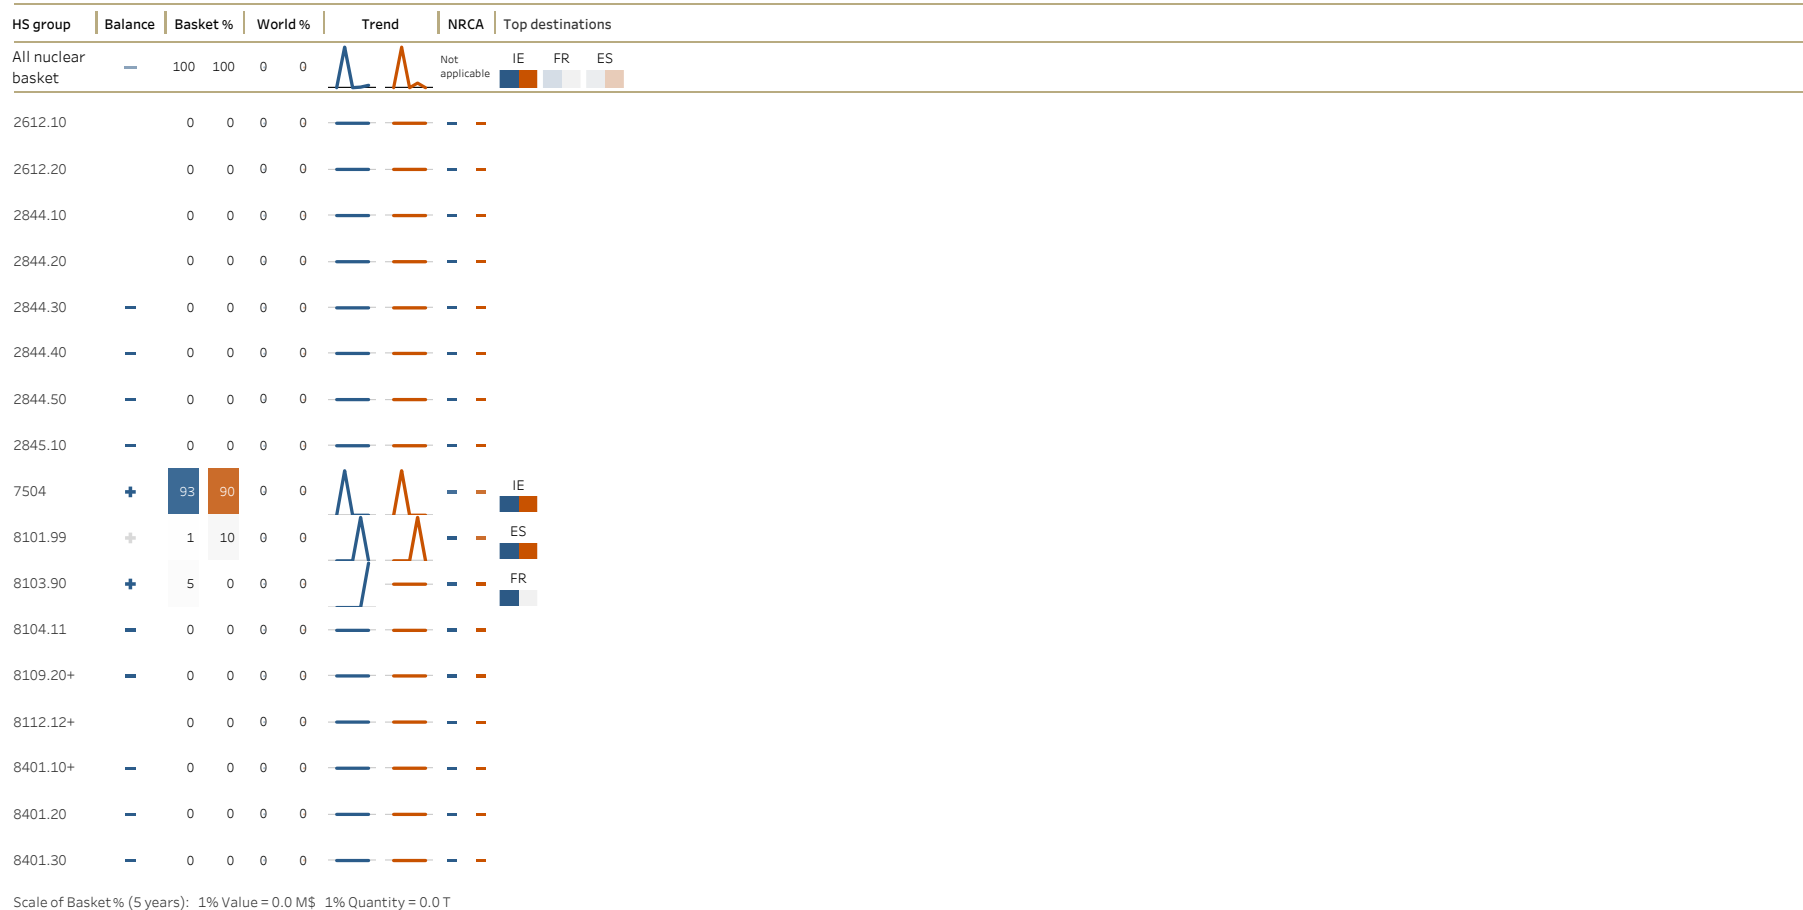 HS group Balance Basket % World % Trend NRCA Top destinations
All nuclear basket 100 100 0 0 Not applicable IE FR ES
2612.10 0 0 0 0
2612.20 0 0 0 0
2844.10 0 0 0 0
2844.20 0 0 0 0
2844.30 0 0 0 0
2844.40 0 0 0 0
2844.50 0 0 0 0
2845.10 0 0 0 0
7504 93 90 0 0 IE
8101.99 1 10 0 0 ES
8103.90 5 0 0 0 FR
8104.11 0 0 0 0
8109.20+ 0 0 0 0
8112.12+ 0 0 0 0
8401.10+ 0 0 0 0
8401.20 0 0 0 0
8401.30 0 0 0 0
Scale of Basket% (5 years): 1% Value = 0.0 M$ 1% Quantity = 0.0 T